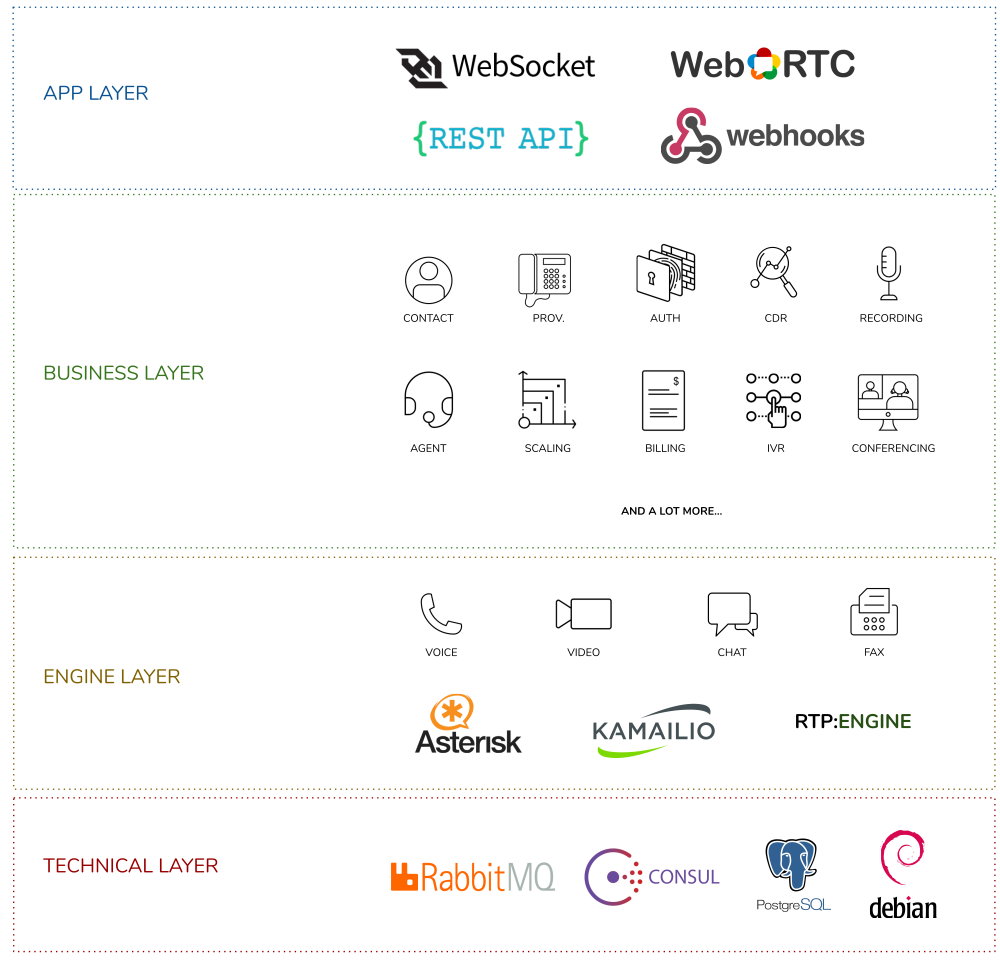 APP LAYER
WebSocket
WebRTC
{REST API}
webhooks
BUSINESS LAYER
CONTACT
PROV.
AUTH
CDR
RECORDING
$
AGENT
SCALING
BILLING
IVR
CONFERENCING
AND A LOT MORE...
ENGINE LAYER
VOICE
VIDEO
CHAT
FAX
Asterisk
KAMAILIO
RTP:ENGINE
TECHNICAL LAYER
RabbitMQ
CONSUL
PostgreSQL
debian